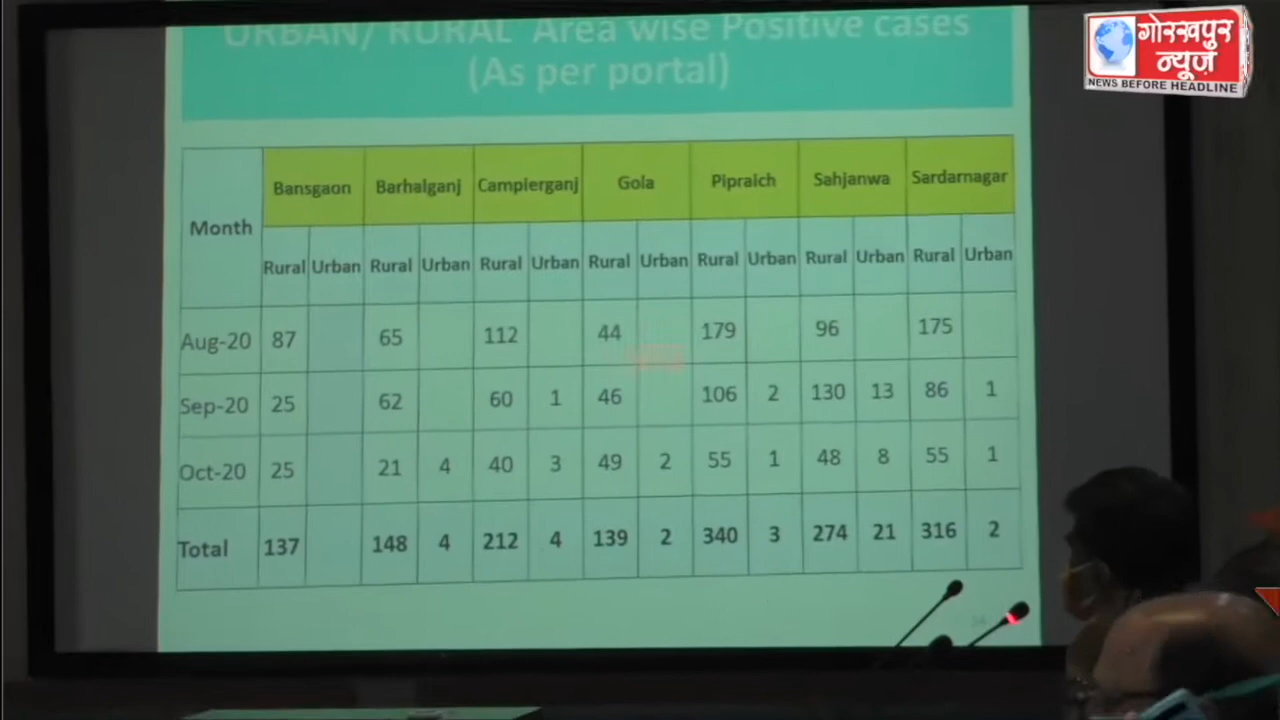 URBAN/ RURAL Area wise Positive cases
(As per portal)
गोरखपुर
न्यूज़
NEWS BEFORE HEADLINE
Month Bansgaon Barhalganj Campierganj Gola Pipraich Sahjanwa Sardarnagar
Rural Urban Rural Urban Rural Urban Rural Urban Rural Urban Rural Urban Rural Urban
Aug-20 87 65 112 44 179 96 175
Sep-20 25 62 60 1 46 106 2 130 13 86 1
Oct-20 25 21 4 40 3 49 2 55 1 48 8 55 1
Total 137 148 4 212 4 139 2 340 3 274 21 316 2